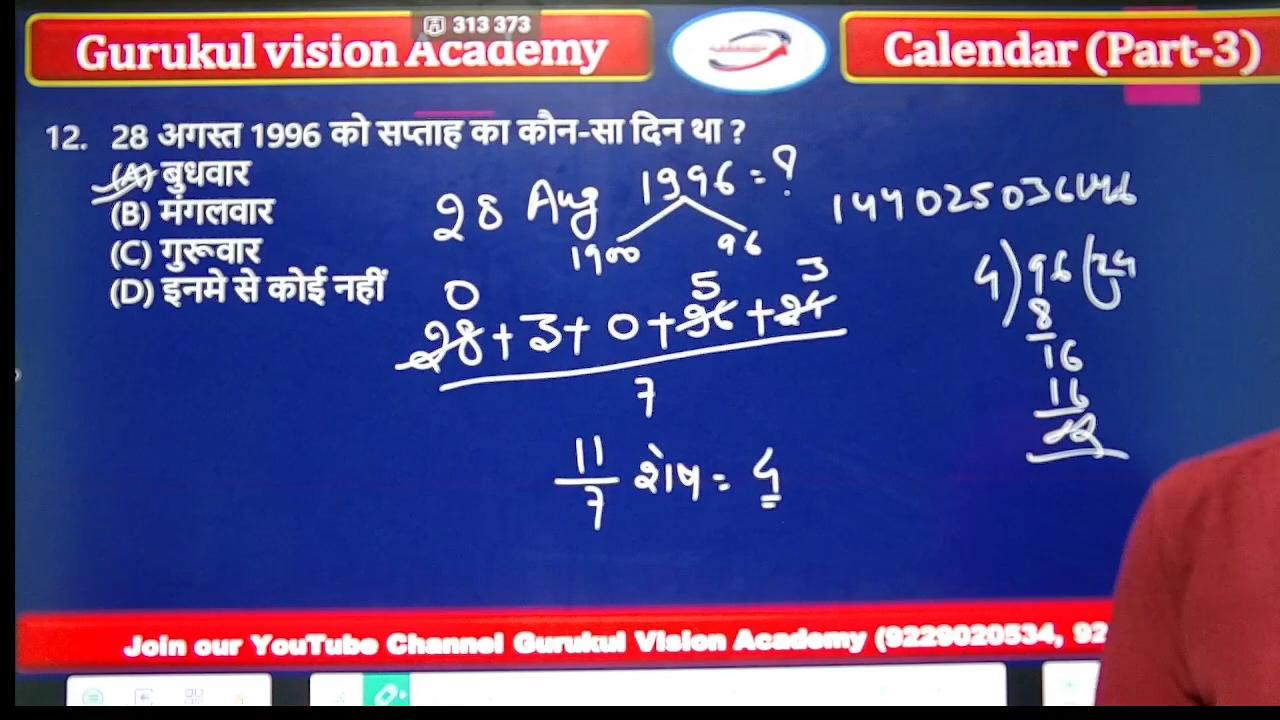 313 373
Gurukul vision Academy
Calendar (Part-3)
12. 28 अगस्त 1996 को सप्ताह का कौन-सा दिन था ?
(A) बुधवार
(B) मंगलवार
(C) गुरूवार
(D) इनमे से कोई नहीं
28 Aug 1996 = ?
1900 96
144025036146
0 5 3
28 + 3 + 0 + 96 + 24
7
4) 96 (24
8
16
16
11
7 शेष = 4
Join our YouTube Channel Gurukul Vision Academy (9229020534, 92